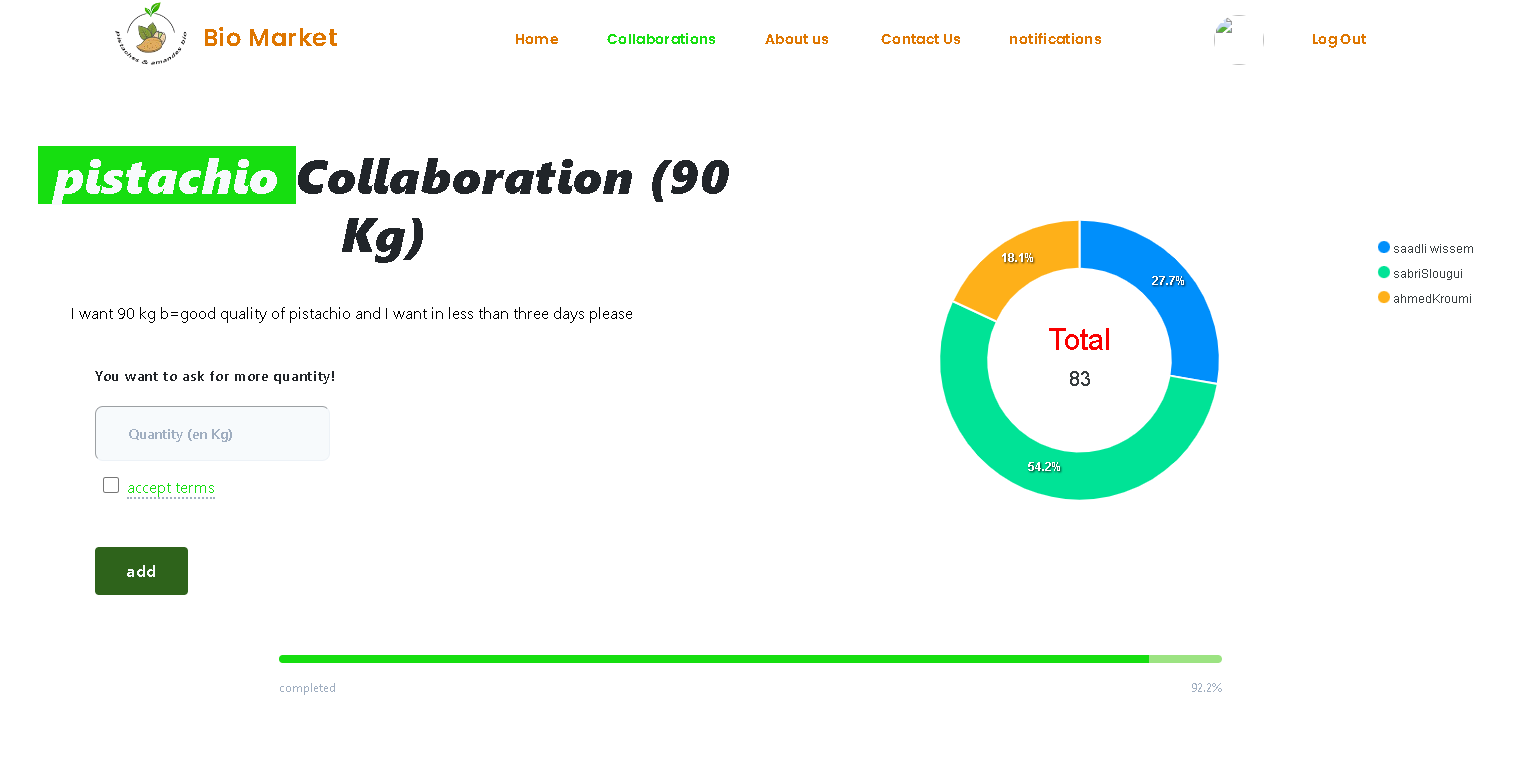 Pistaches & amandes bio
Bio Market
Home
Collaborations
About us
Contact Us
notifications
Log Out
pistachio Collaboration (90
Kg)
I want 90 kg b=good quality of pistachio and I want in less than three days please
You want to ask for more quantity!
Quantity (en Kg)
accept terms
add
18.1%
27.7%
54.2%
Total
83
saadli wissem
sabriSlougui
ahmedKroumi
completed
92.2%